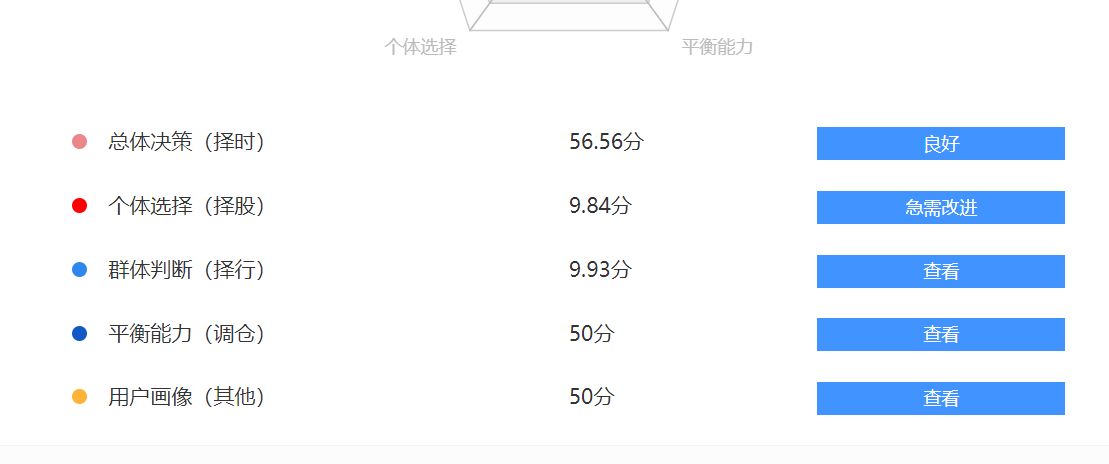 个体选择 平衡能力
总体决策（择时） 56.56分 良好
个体选择（择股） 9.84分 急需改进
群体判断（择行） 9.93分 查看
平衡能力（调仓） 50分 查看
用户画像（其他） 50分 查看